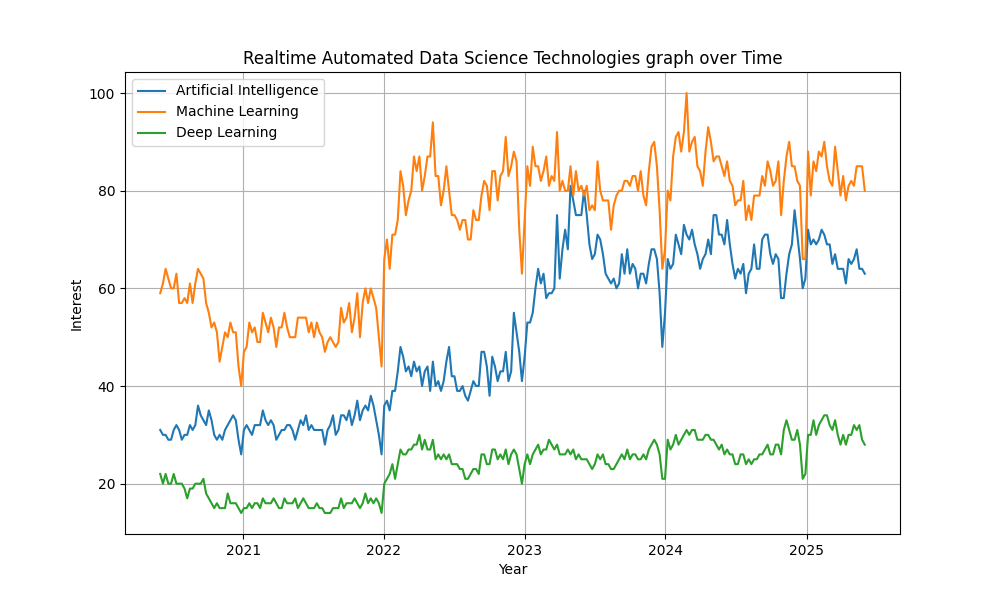 Realtime Automated Data Science Technologies graph over Time
Artificial Intelligence
Machine Learning
Deep Learning
100
80
60
40
20
Interest
2021 2022 2023 2024 2025
Year